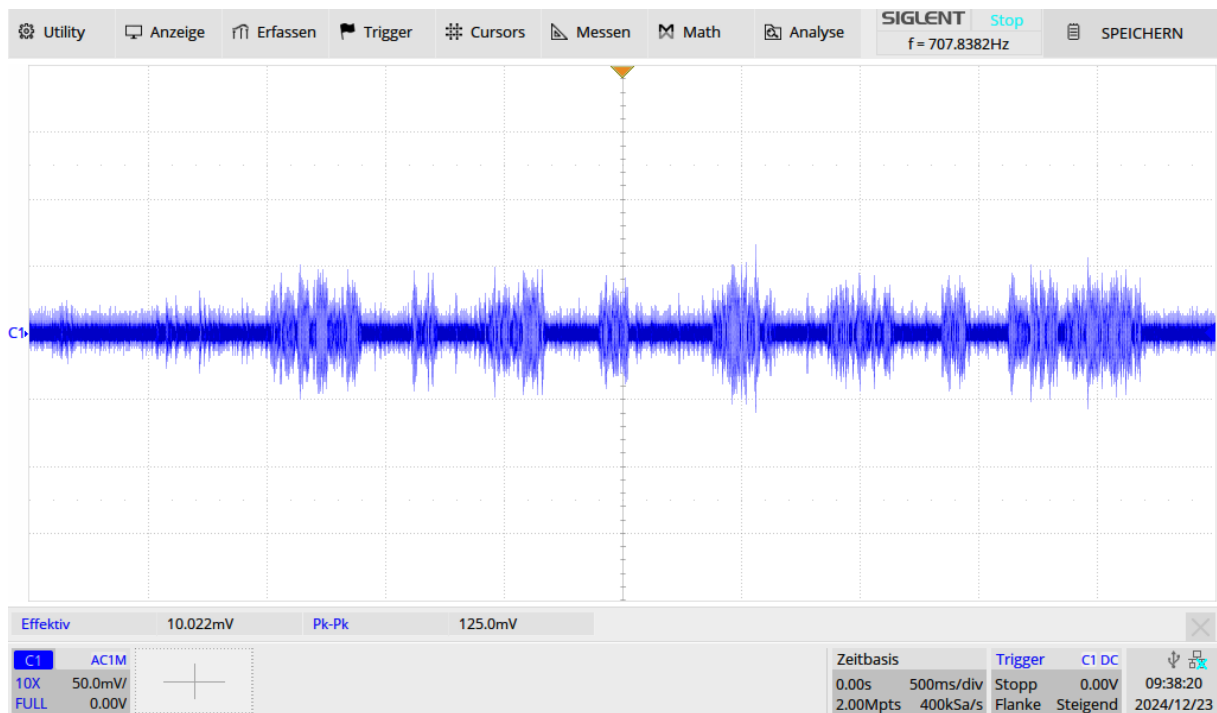 Utility Anzeige Erfassen Trigger Cursors Messen Math Analyse SIGLENT Stop SPEICHERN
f = 707.8382Hz
C1
Effektiv 10.022mV Pk-Pk 125.0mV
C1 AC1M
10X 50.0mV/
FULL 0.00V
Zeitbasis
0.00s 500ms/div
2.00Mpts 400kSa/s
Trigger C1 DC
Stopp 0.00V
Flanke Steigend
09:38:20
2024/12/23